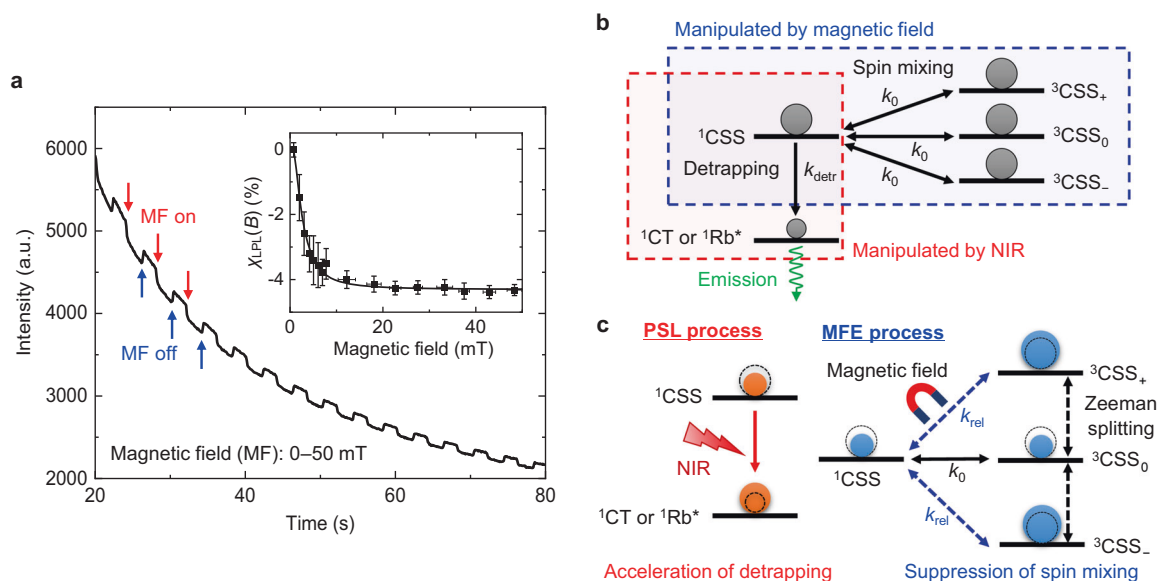 a
6000
5000
4000
3000
2000
Intensity (a.u.)
20
40
60
80
Time (s)
MF on
MF off
Magnetic field (MF): 0–50 mT
0
-2
-4
χLPL(B) (%)
0
20
40
Magnetic field (mT)
b
Manipulated by magnetic field
Spin mixing
k0
³CSS+
¹CSS
k0
³CSS0
Detrapping
kdetr
k0
³CSS−
¹CT or ¹Rb*
Manipulated by NIR
Emission
c
PSL process
MFE process
Magnetic field
³CSS+
¹CSS
krel
Zeeman
splitting
NIR
¹CSS
k0
³CSS0
krel
¹CT or ¹Rb*
³CSS−
Acceleration of detrapping
Suppression of spin mixing